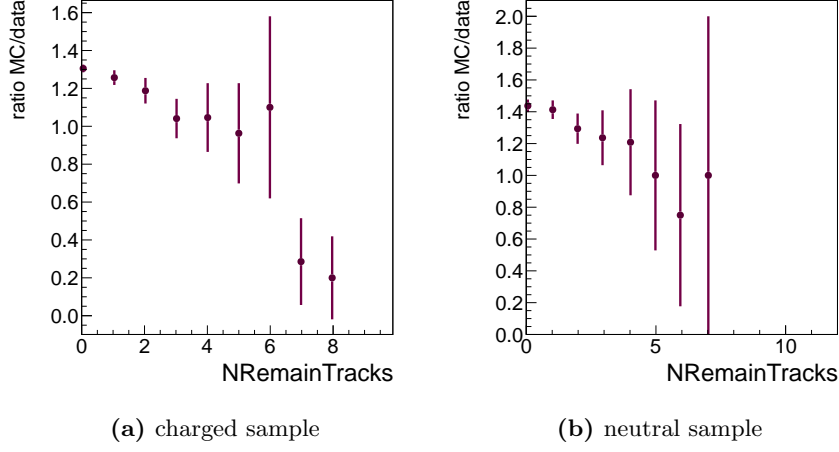 ratio MC/data
1.6
1.4
1.2
1.0
0.8
0.6
0.4
0.2
0.0
0 2 4 6 8
NRemainTracks
(a) charged sample
ratio MC/data
2.0
1.8
1.6
1.4
1.2
1.0
0.8
0.6
0.4
0.2
0.0
0 5 10
NRemainTracks
(b) neutral sample